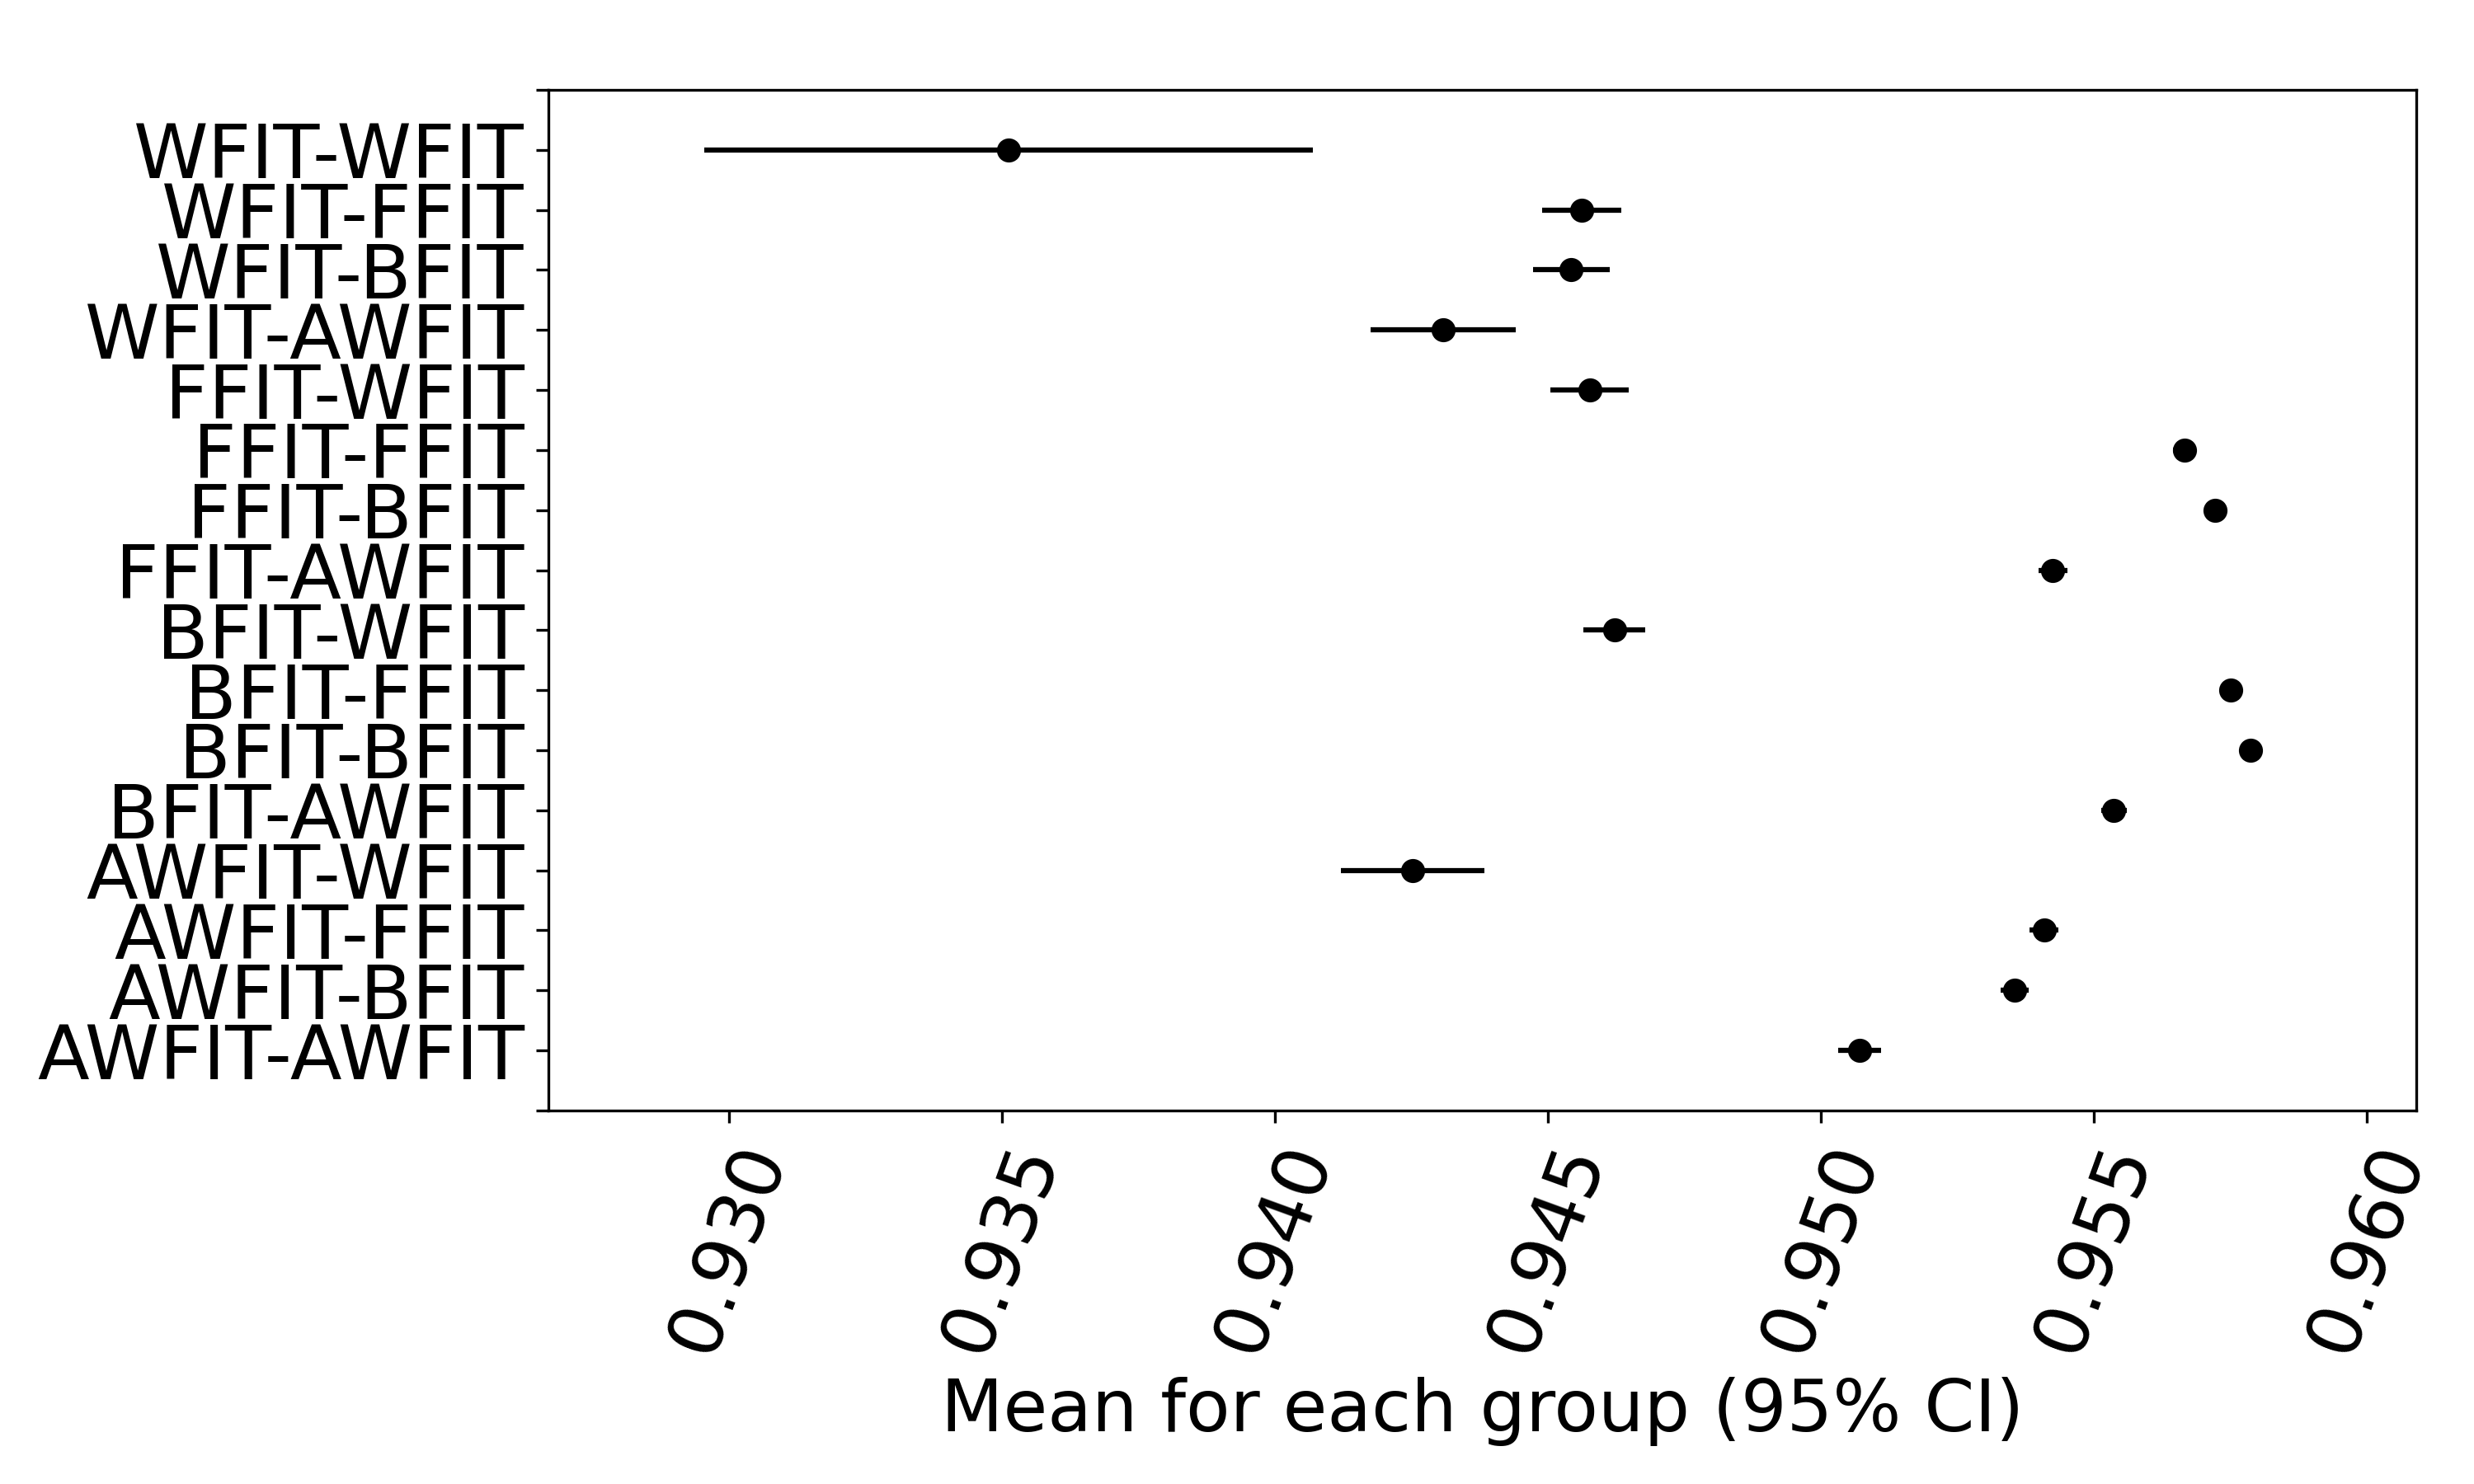 WFIT-WFIT
WFIT-FFIT
WFIT-BFIT
WFIT-AWFIT
FFIT-WFIT
FFIT-FFIT
FFIT-BFIT
FFIT-AWFIT
BFIT-WFIT
BFIT-FFIT
BFIT-BFIT
BFIT-AWFIT
AWFIT-WFIT
AWFIT-FFIT
AWFIT-BFIT
AWFIT-AWFIT
0.930
0.935
0.940
0.945
0.950
0.955
0.960
Mean for each group (95% CI)